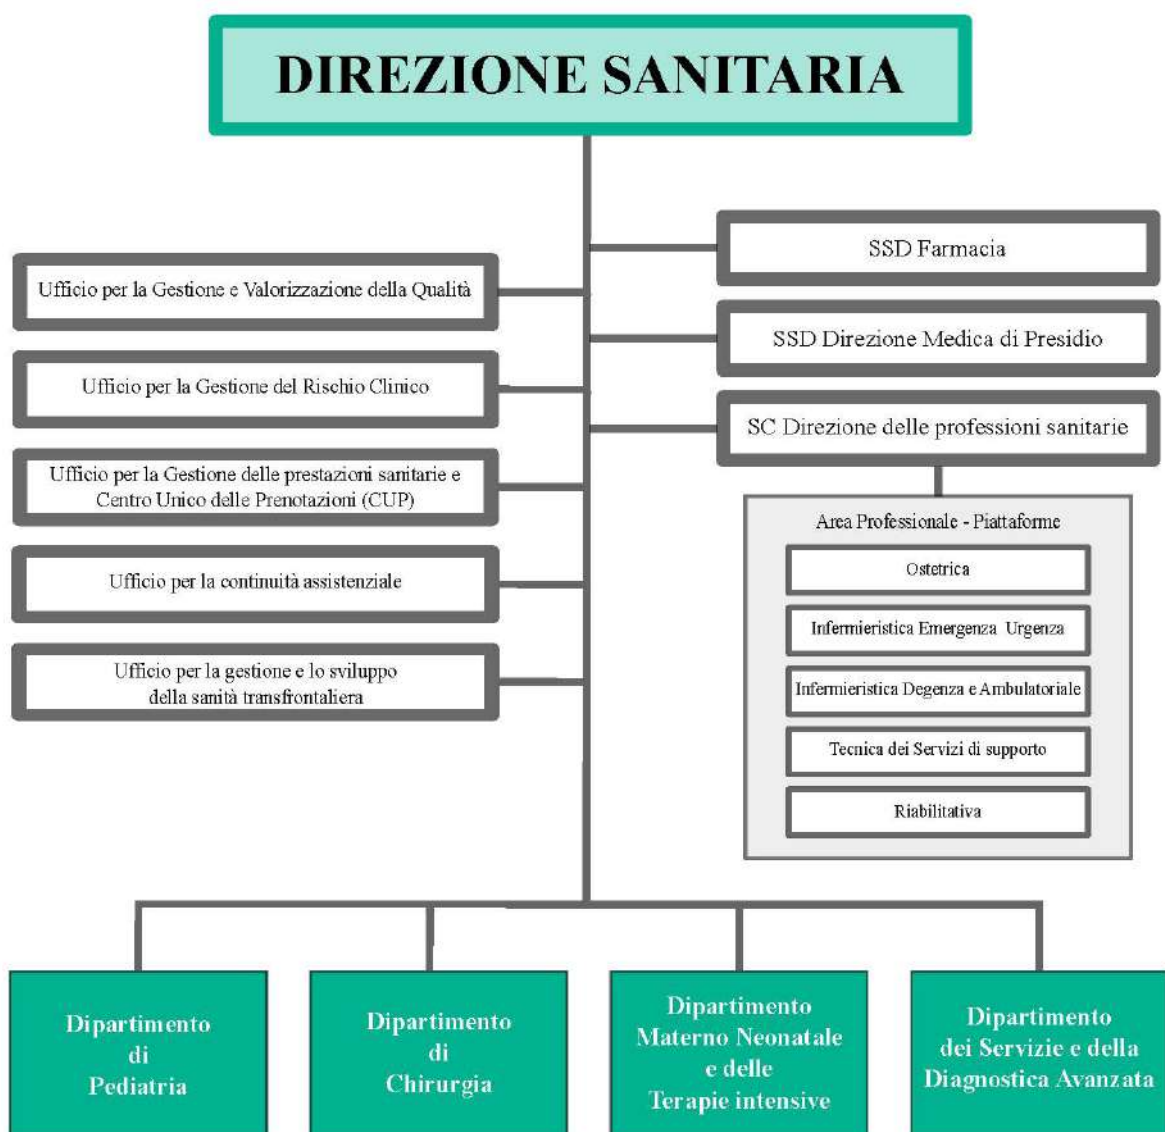 DIREZIONE SANITARIA
Ufficio per la Gestione e Valorizzazione della Qualità
Ufficio per la Gestione del Rischio Clinico
Ufficio per la Gestione delle prestazioni sanitarie e
Centro Unico delle Prenotazioni (CUP)
Ufficio per la continuità assistenziale
Ufficio per la gestione e lo sviluppo
della sanità transfrontaliera
SSD Farmacia
SSD Direzione Medica di Presidio
SC Direzione delle professioni sanitarie
Area Professionale - Piattaforme
Ostetrica
Infermieristica Emergenza Urgenza
Infermieristica Degenza e Ambulatoriale
Tecnica dei Servizi di supporto
Riabilitativa
Dipartimento
di
Pediatria
Dipartimento
di
Chirurgia
Dipartimento
Materno Neonatale
e delle
Terapie intensive
Dipartimento
dei Servizie e della
Diagnostica Avanzata